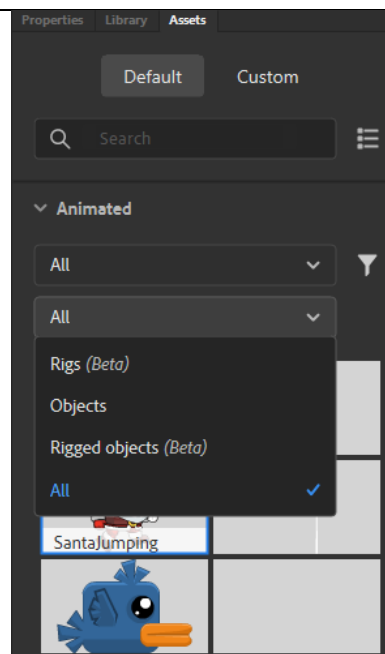 Properties Library Assets
Default Custom
Search
Animated
All
All
Rigs (Beta)
Objects
Rigged objects (Beta)
All
SantaJumping